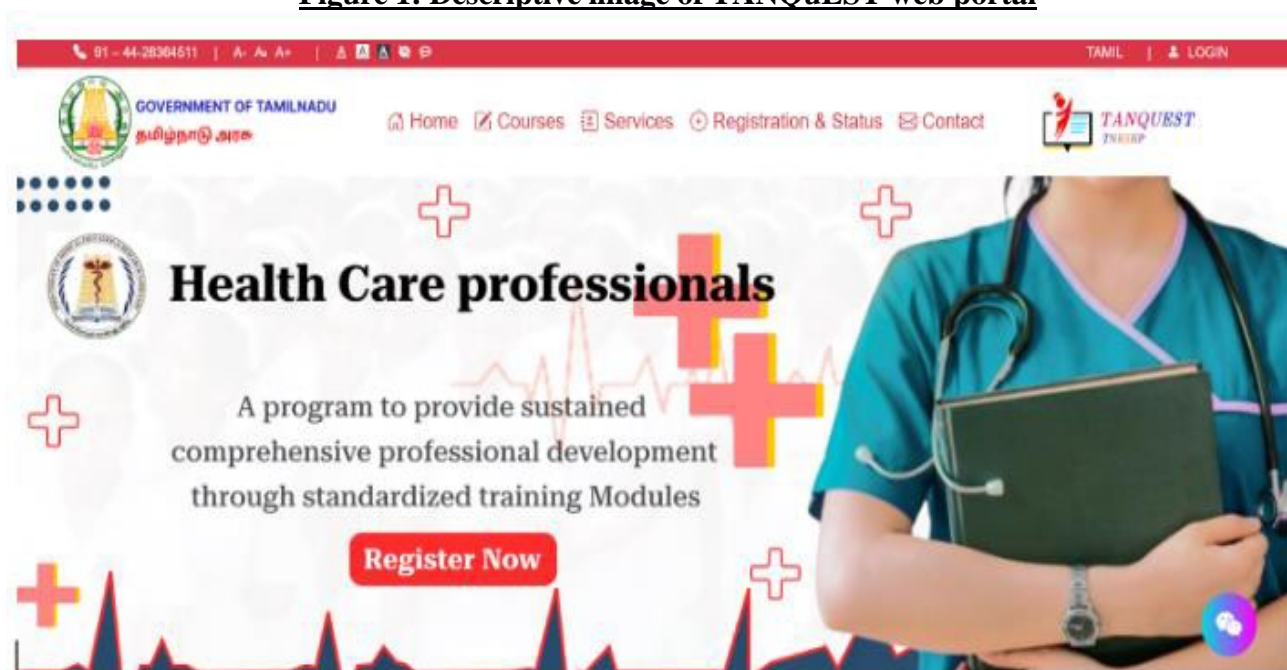 Figure 1: Descriptive image of TANQuEST web portal
91 - 44-28364511 | A- A A+ | A A A
TAMIL | LOGIN
GOVERNMENT OF TAMILNADU
தமிழ்நாடு அரசு
Home Courses Services Registration & Status Contact
TANQUEST
Health Care professionals
A program to provide sustained
comprehensive professional development
through standardized training Modules
Register Now